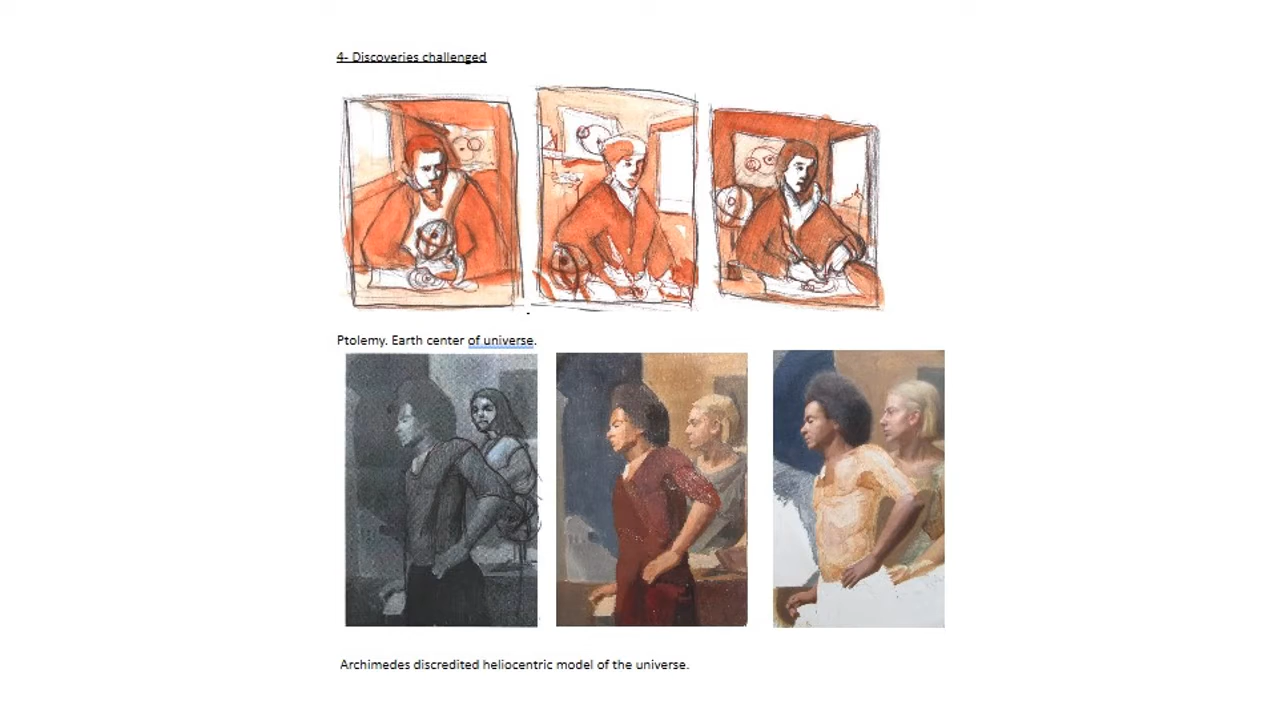 4- Discoveries challenged
Ptolemy. Earth center of universe.
Archimedes discredited heliocentric model of the universe.